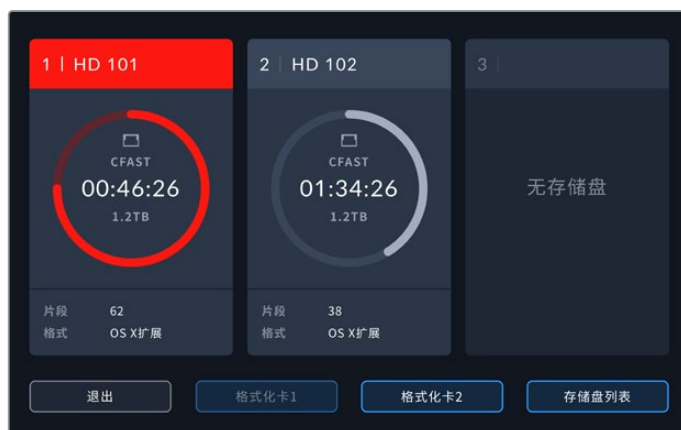 1 | HD 101
2 | HD 102
3 |
CFAST
00:46:26
1.2TB
CFAST
01:34:26
1.2TB
无存储盘
片段 62
格式 OS X扩展
片段 38
格式 OS X扩展
退出
格式化卡1
格式化卡2
存储盘列表